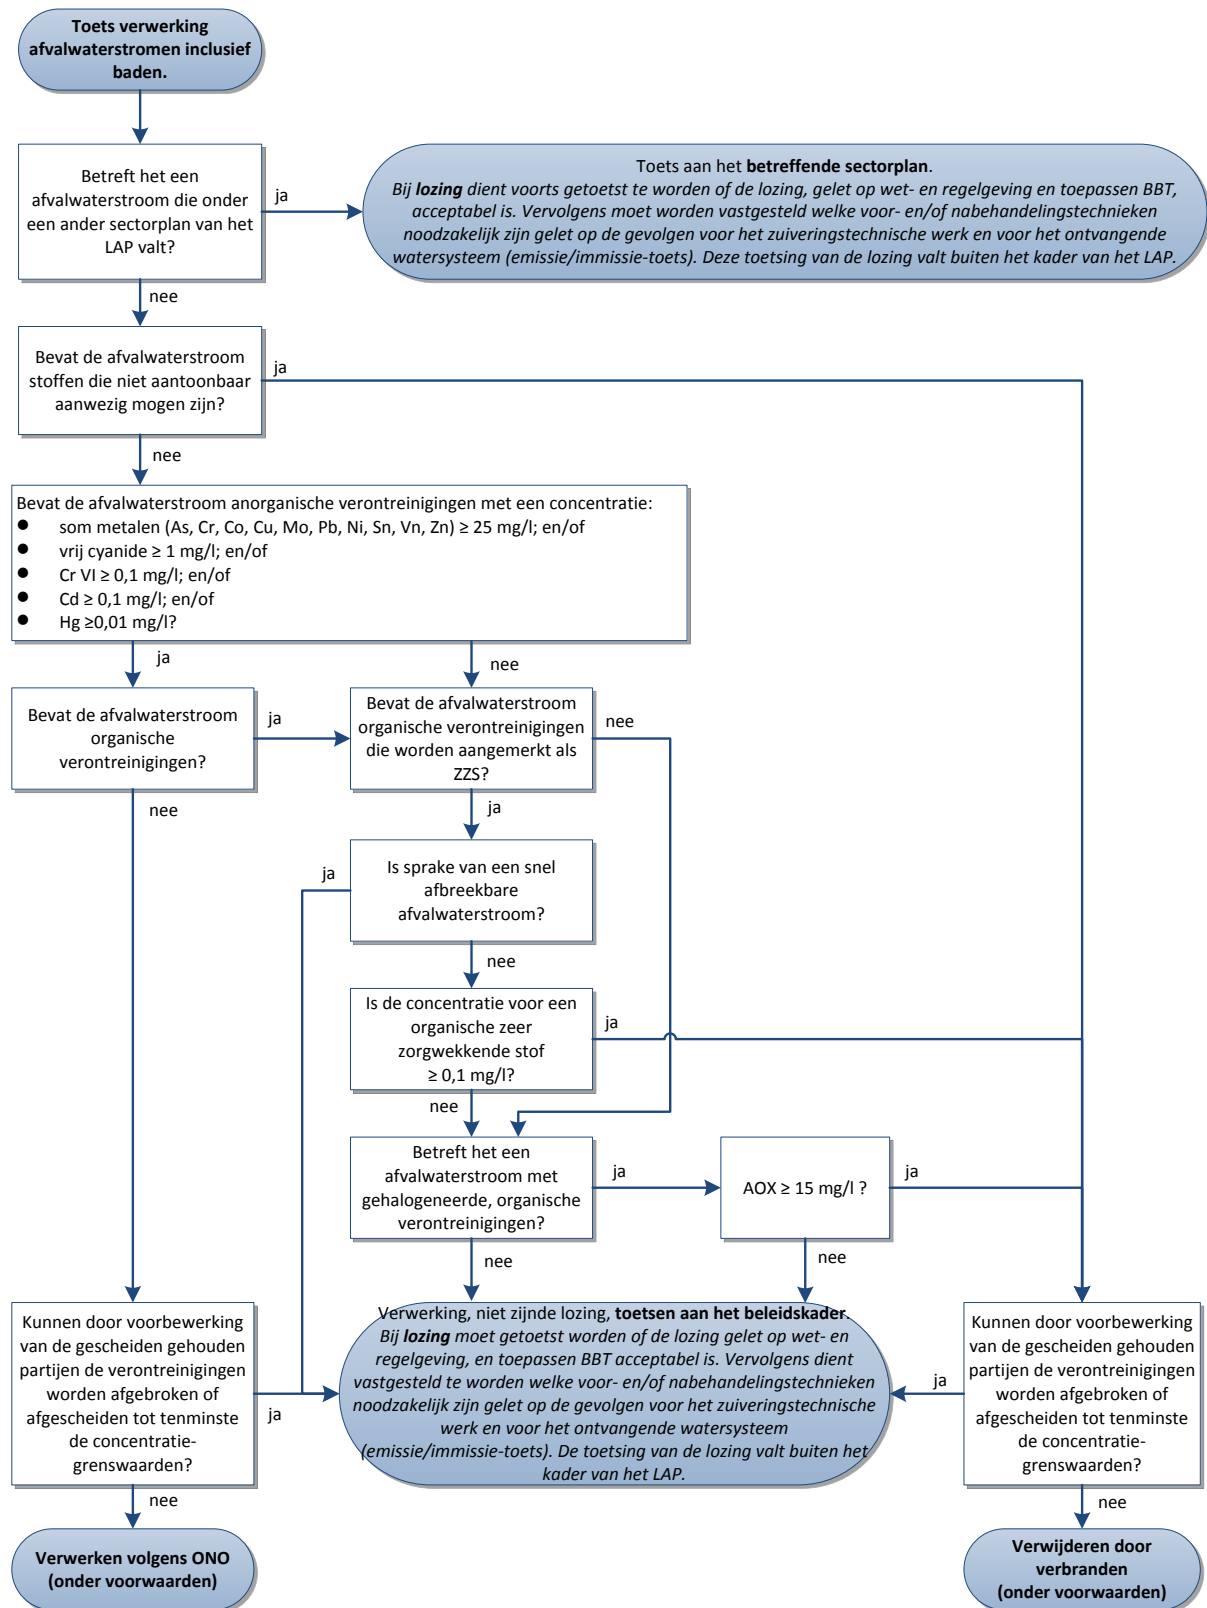 Toets verwerking
afvalwaterstromen inclusief
baden.
Betreft het een
afvalwaterstroom die onder
een ander sectorplan van het
LAP valt?
ja
Toets aan het betreffende sectorplan.
Bij lozing dient voorts getoetst te worden of de lozing, gelet op wet- en regelgeving en toepassen BBT,
acceptabel is. Vervolgens moet worden vastgesteld welke voor- en/of nabehandelingstechnieken
noodzakelijk zijn gelet op de gevolgen voor het zuiveringstechnische werk en voor het ontvangende
watersysteem (emissie/immissie-toets). Deze toetsing van de lozing valt buiten het kader van het LAP.
nee
Bevat de afvalwaterstroom
stoffen die niet aantoonbaar
aanwezig mogen zijn?
ja
nee
Bevat de afvalwaterstroom anorganische verontreinigingen met een concentratie:
● som metalen (As, Cr, Co, Cu, Mo, Pb, Ni, Sn, Vn, Zn) ≥ 25 mg/l; en/of
● vrij cyanide ≥ 1 mg/l; en/of
● Cr VI ≥ 0,1 mg/l; en/of
● Cd ≥ 0,1 mg/l; en/of
● Hg ≥0,01 mg/l?
ja
nee
Bevat de afvalwaterstroom
organische
verontreinigingen?
ja
nee
Bevat de afvalwaterstroom
organische verontreinigingen
die worden aangemerkt als
ZZS?
nee
ja
Is sprake van een snel
afbreekbare
afvalwaterstroom?
ja
nee
Is de concentratie voor een
organische zeer
zorgwekkende stof
≥ 0,1 mg/l?
ja
nee
Betreft het een
afvalwaterstroom met
gehalogeneerde, organische
verontreinigingen?
ja
nee
AOX ≥ 15 mg/l ?
ja
nee
Kunnen door voorbewerking
van de gescheiden gehouden
partijen de verontreinigingen
worden afgebroken of
afgescheiden tot tenminste
de concentratie-
grenswaarden?
ja
nee
Verwerking, niet zijnde lozing, toetsen aan het beleidskader.
Bij lozing moet getoetst worden of de lozing gelet op wet- en
regelgeving, en toepassen BBT acceptabel is. Vervolgens dient
vastgesteld te worden welke voor- en/of nabehandelingstechnieken
noodzakelijk zijn gelet op de gevolgen voor het zuiveringstechnische
werk en voor het ontvangende watersysteem
(emissie/immissie-toets). De toetsing van de lozing valt buiten het
kader van het LAP.
Kunnen door voorbewerking
van de gescheiden gehouden
partijen de verontreinigingen
worden afgebroken of
afgescheiden tot tenminste
de concentratie-
grenswaarden?
ja
nee
Verwerken volgens ONO
(onder voorwaarden)
Verwijderen door
verbranden
(onder voorwaarden)